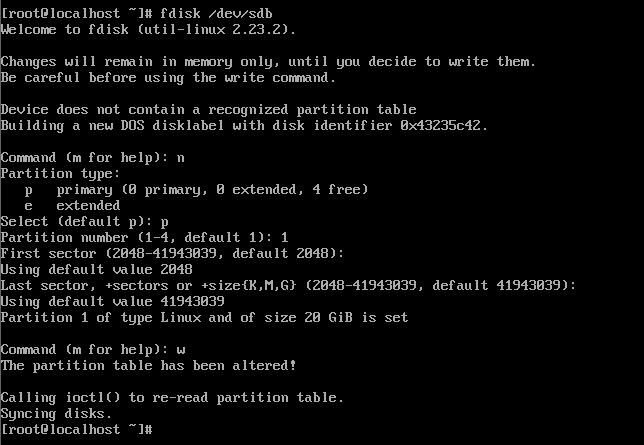 [root@localhost ~]# fdisk /dev/sdb
Welcome to fdisk (util-linux 2.23.2).
Changes will remain in memory only, until you decide to write them.
Be careful before using the write command.
Device does not contain a recognized partition table
Building a new DOS disklabel with disk identifier 0x43235c42.
Command (m for help): n
Partition type:
   p   primary (0 primary, 0 extended, 4 free)
   e   extended
Select (default p): p
Partition number (1-4, default 1): 1
First sector (2048-41943039, default 2048):
Using default value 2048
Last sector, +sectors or +size{K,M,G} (2048-41943039, default 41943039):
Using default value 41943039
Partition 1 of type Linux and of size 20 GiB is set
Command (m for help): w
The partition table has been altered!
Calling ioctl() to re-read partition table.
Syncing disks.
[root@localhost ~]#